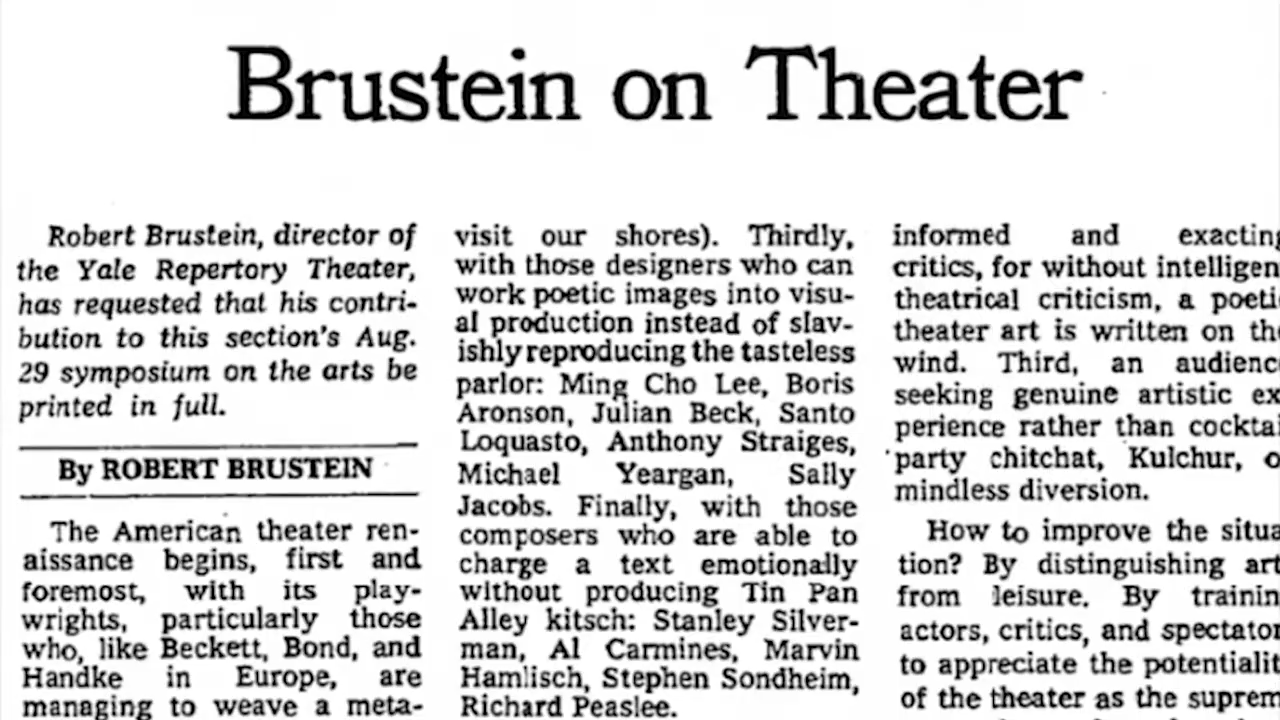 Brustein on Theater
Robert Brustein, director of
the Yale Repertory Theater,
has requested that his contri-
bution to this section's Aug.
29 symposium on the arts be
printed in full.
By ROBERT BRUSTEIN
The American theater ren-
aissance begins, first and
foremost, with its play-
wrights, particularly those
who, like Beckett, Bond, and
Handke in Europe, are
managing to weave a meta-
visit our shores). Thirdly,
with those designers who can
work poetic images into visu-
al production instead of slav-
ishly reproducing the tasteless
parlor: Ming Cho Lee, Boris
Aronson, Julian Beck, Santo
Loquasto, Anthony Straiges,
Michael Yeargan, Sally
Jacobs. Finally, with those
composers who are able to
charge a text emotionally
without producing Tin Pan
Alley kitsch: Stanley Silver-
man, Al Carmines, Marvin
Hamlisch, Stephen Sondheim,
Richard Peaslee.
informed and exacting
critics, for without intelligen
theatrical criticism, a poeti
theater art is written on the
wind. Third, an audienc
seeking genuine artistic ex
perience rather than cocktai
party chitchat, Kulchur, o
mindless diversion.
How to improve the situa
tion? By distinguishing art
from leisure. By trainin
actors, critics, and spectator
to appreciate the potentialit
of the theater as the suprem